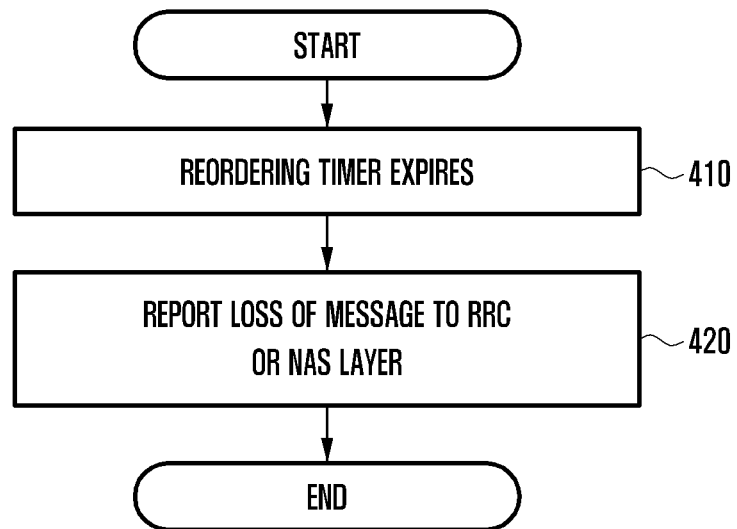 START
REORDERING TIMER EXPIRES
410
REPORT LOSS OF MESSAGE TO RRC
OR NAS LAYER
420
END